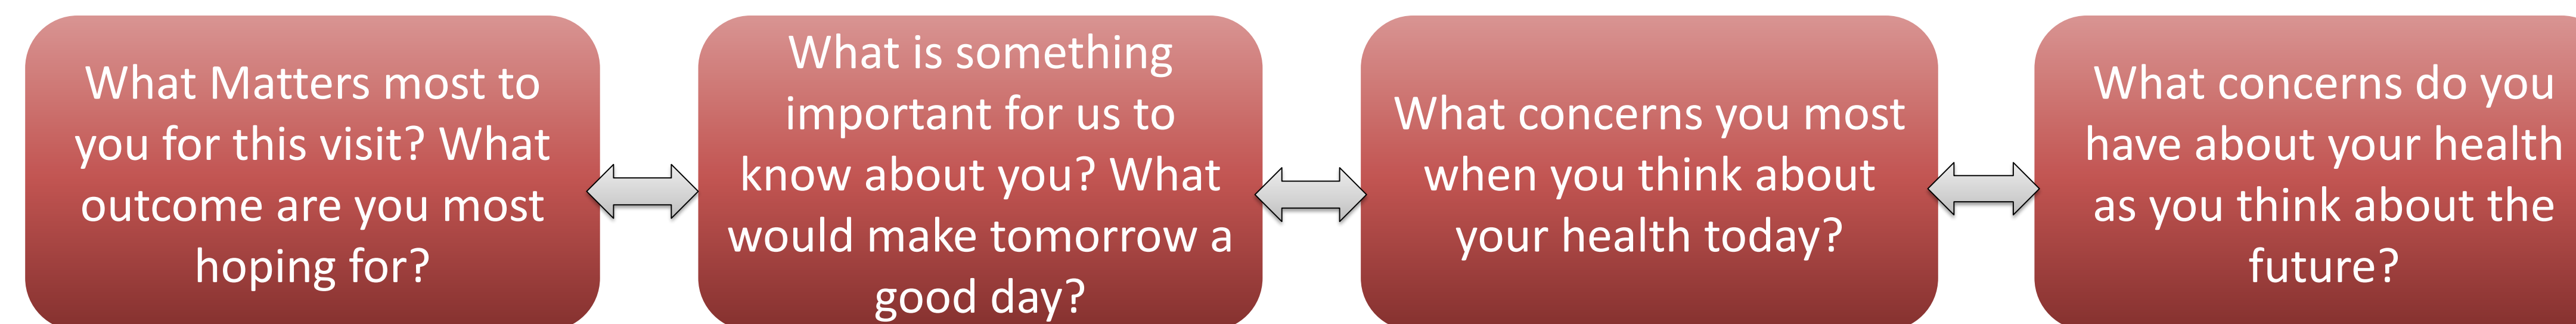 What Matters most to
you for this visit? What
outcome are you most
hoping for?
What is something
important for us to
know about you? What
would make tomorrow a
good day?
What concerns you most
when you think about
your health today?
What concerns do you
have about your health
as you think about the
future?